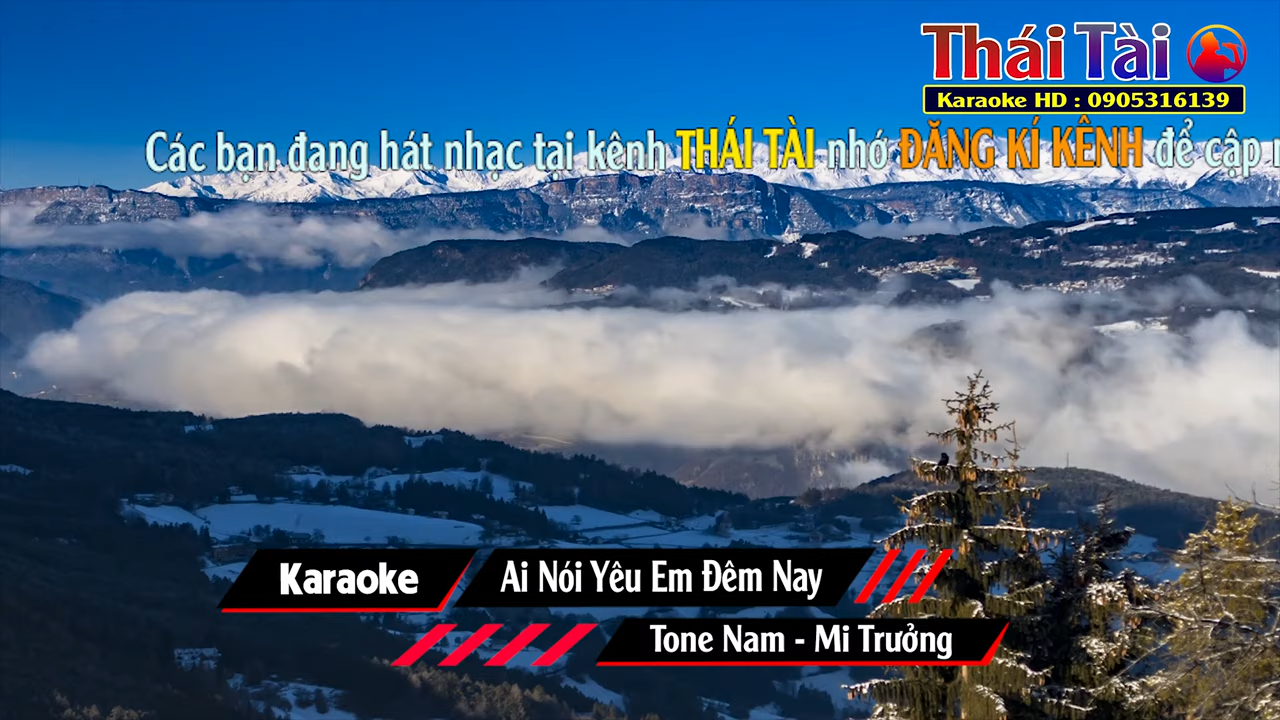 Thái Tài
Karaoke HD : 0905316139
Các bạn đang hát nhạc tại kênh THÁI TÀI nhớ ĐĂNG KÍ KÊNH để cập
Karaoke
Ai Nói Yêu Em Đêm Nay
Tone Nam - Mi Trưởng